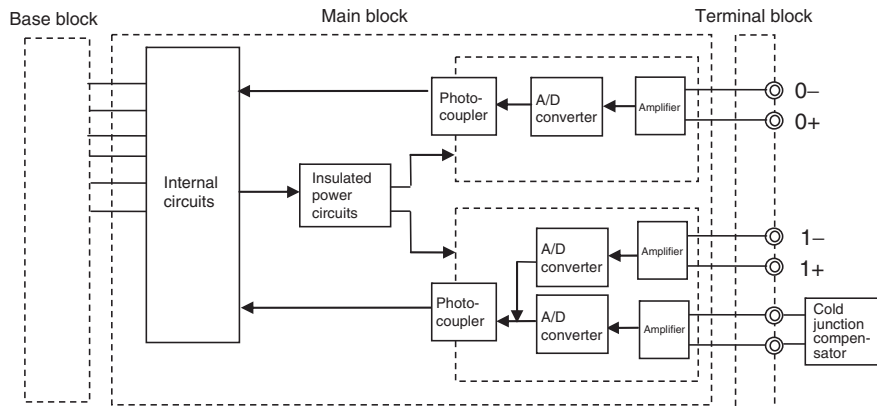 Base block
Main block
Terminal block
Internal
circuits
Insulated
power
circuits
Photo-
coupler
A/D
converter
Amplifier
0–
0+
A/D
converter
Amplifier
1–
1+
Photo-
coupler
A/D
converter
Amplifier
Cold
junction
compen-
sator